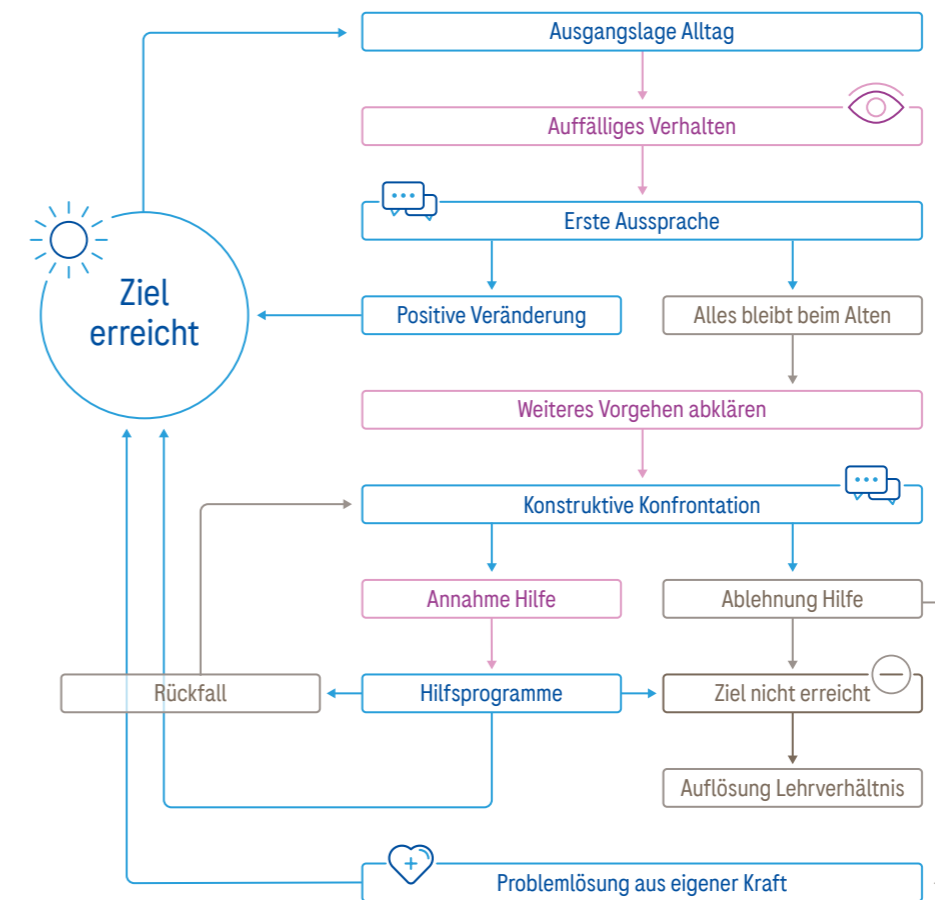 Ausgangslage Alltag
Auffälliges Verhalten
Erste Aussprache
Ziel
erreicht
Positive Veränderung
Alles bleibt beim Alten
Weiteres Vorgehen abklären
Konstruktive Konfrontation
Annahme Hilfe
Ablehnung Hilfe
Rückfall
Hilfsprogramme
Ziel nicht erreicht
Auflösung Lehrverhältnis
Problemlösung aus eigener Kraft